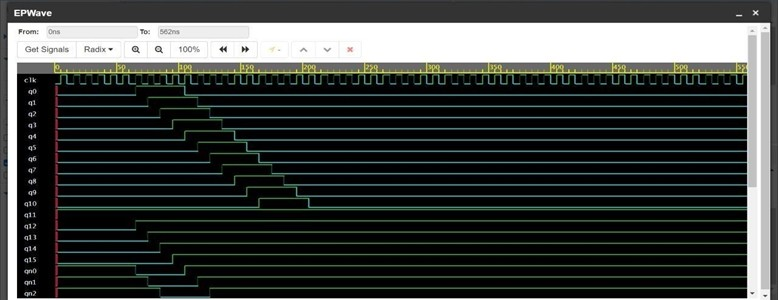 EPWave
From: 0ns To: 562ns
Get Signals Radix 100%
0 50 100 150 200 250 300 350 400 450 500 550
clk
q0
q1
q2
q3
q4
q5
q6
q7
q8
q9
q10
q11
q12
q13
q14
q15
qn0
qn1
qn2